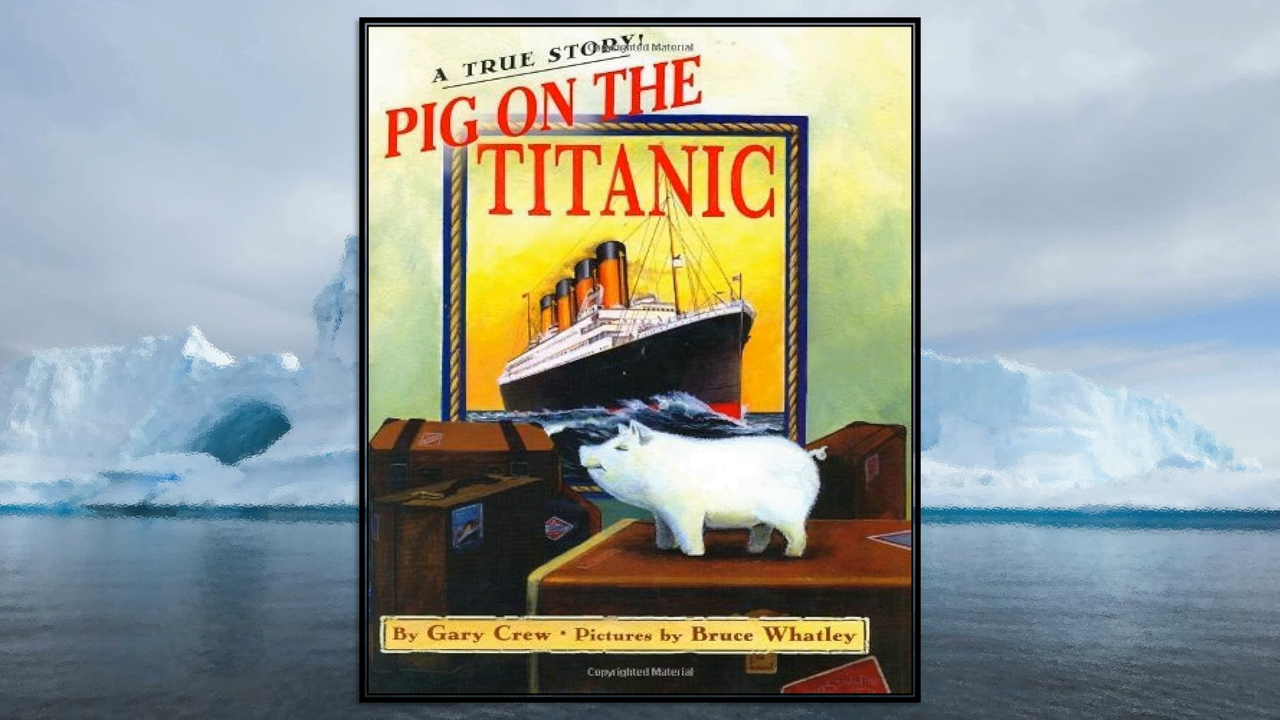 A TRUE STORY!
Copyrighted Material
PIG ON THE
TITANIC
By Gary Crew • Pictures by Bruce Whatley
Copyrighted Material